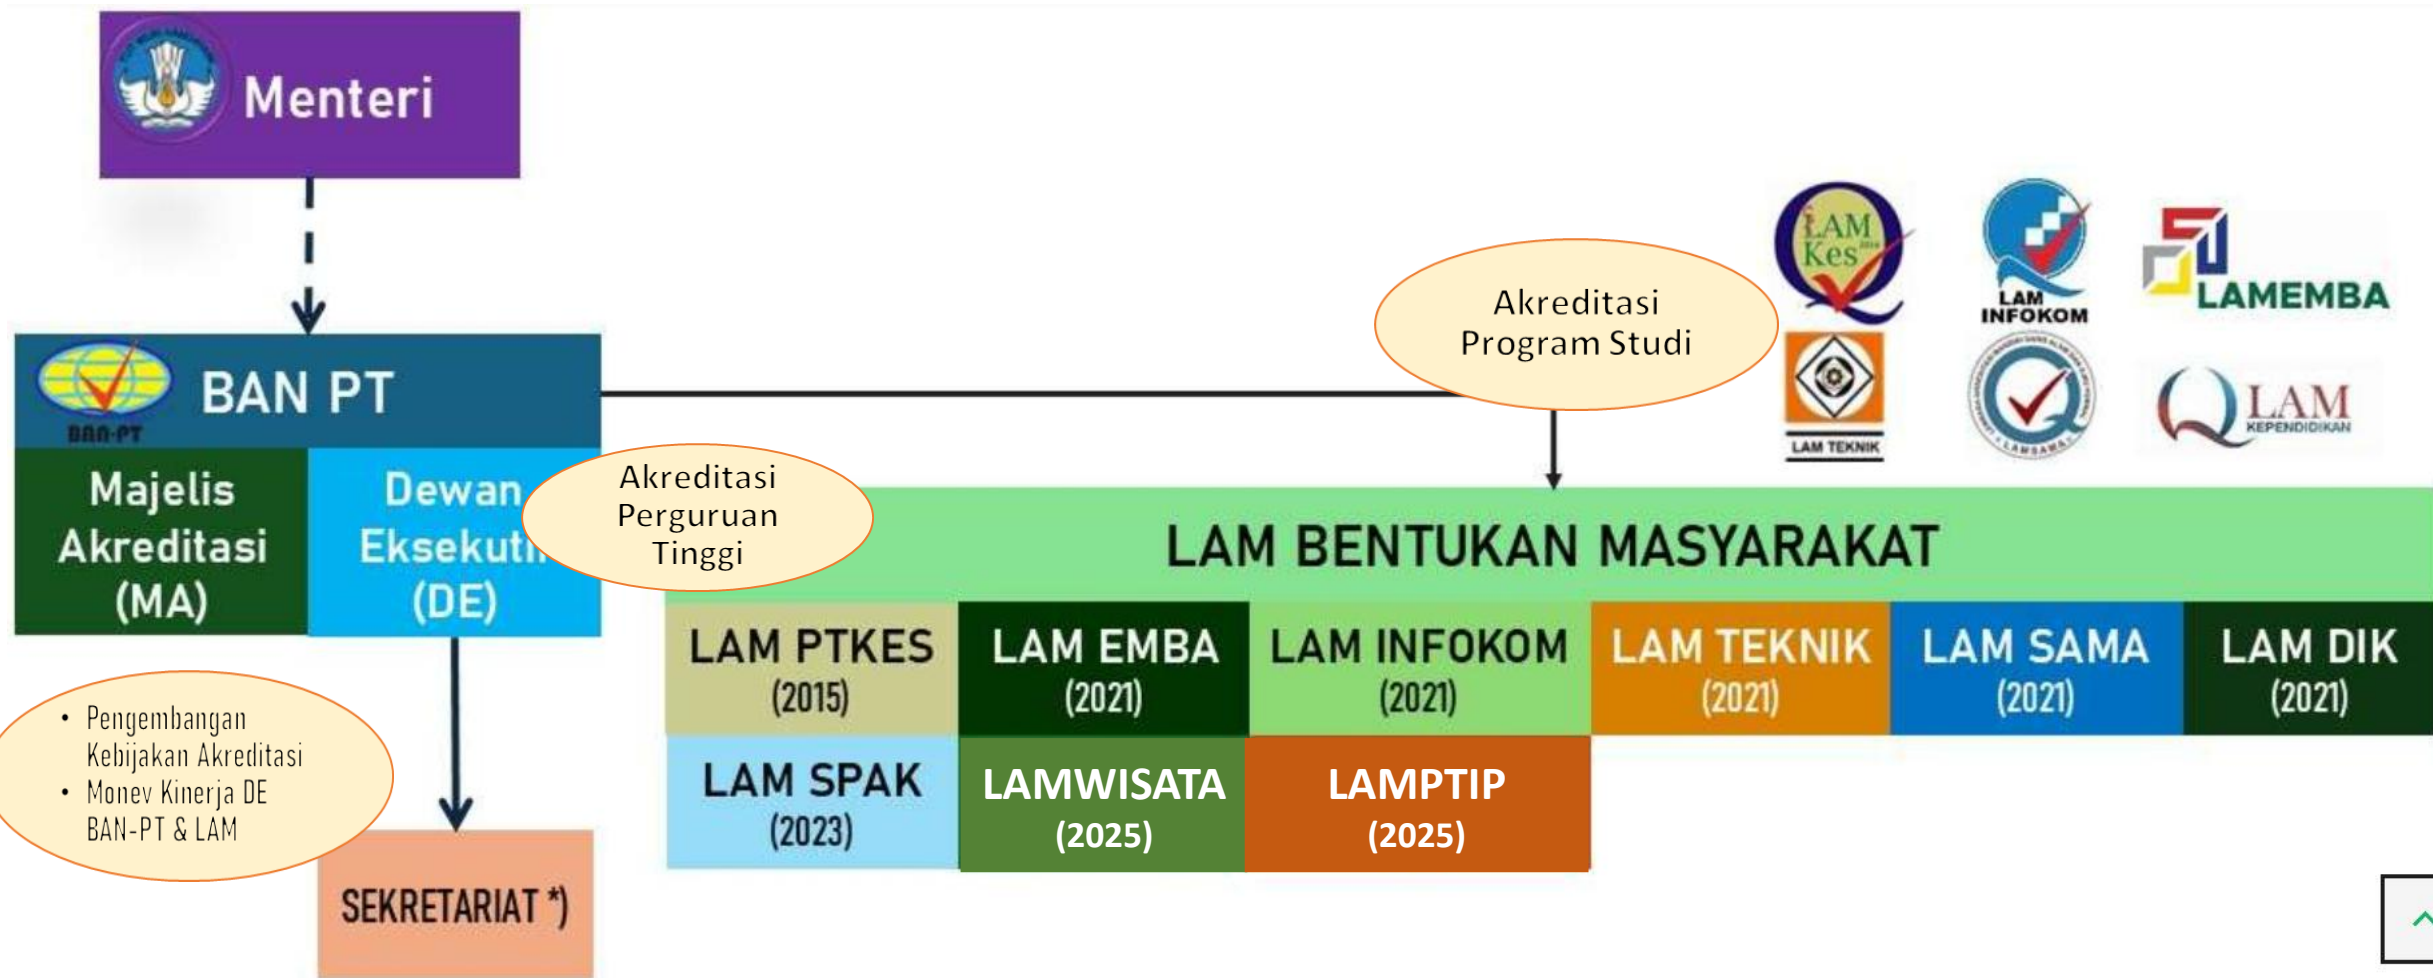 Menteri
BAN-PT
BAN PT
Majelis
Akreditasi
(MA)
Dewan
Eksekutif
(DE)
Akreditasi
Perguruan
Tinggi
• Pengembangan
Kebijakan Akreditasi
• Monev Kinerja DE
BAN-PT & LAM
SEKRETARIAT *)
Akreditasi
Program Studi
LAM
Kes
LAM
INFOKOM
LAMEMBA
LAM TEKNIK
LAMSAMA
LAM
KEPENDIDIKAN
LAM BENTUKAN MASYARAKAT
LAM PTKES
(2015)
LAM EMBA
(2021)
LAM INFOKOM
(2021)
LAM TEKNIK
(2021)
LAM SAMA
(2021)
LAM DIK
(2021)
LAM SPAK
(2023)
LAMWISATA
(2025)
LAMPTIP
(2025)